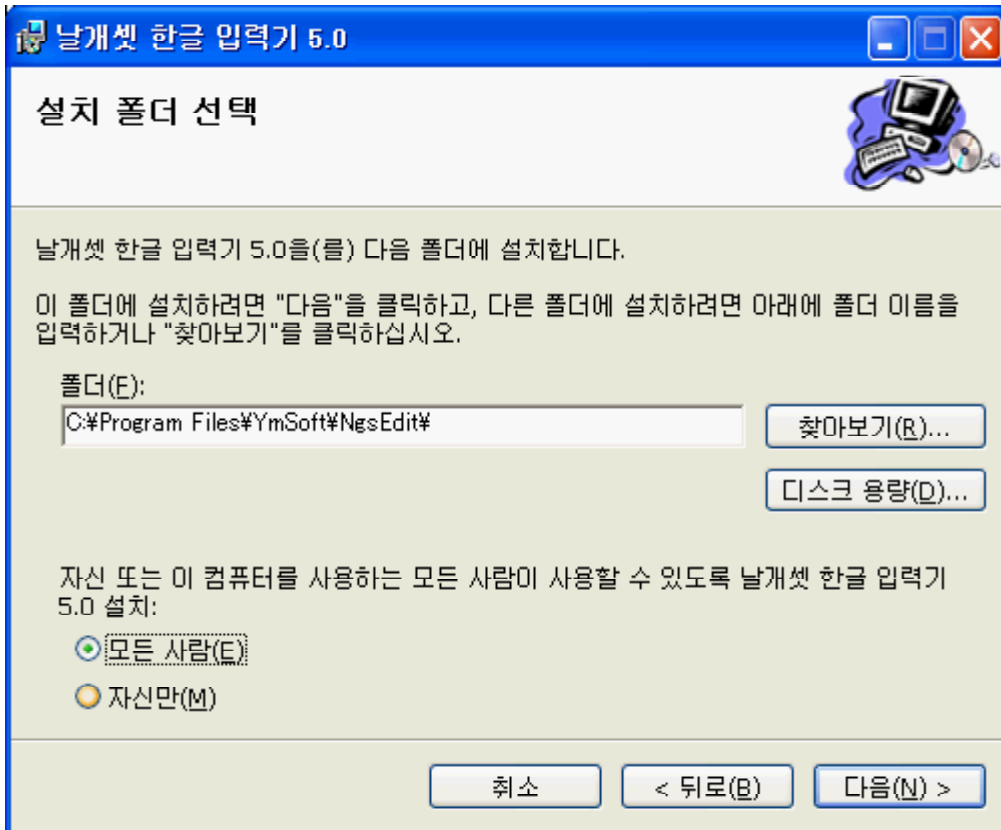 날개셋 한글 입력기 5.0
설치 폴더 선택
날개셋 한글 입력기 5.0을(를) 다음 폴더에 설치합니다.
이 폴더에 설치하려면 "다음"을 클릭하고, 다른 폴더에 설치하려면 아래에 폴더 이름을
입력하거나 "찾아보기"를 클릭하십시오.
폴더(F):
C:¥Program Files¥YmSoft¥NgsEdit¥
찾아보기(R)...
디스크 용량(D)...
자신 또는 이 컴퓨터를 사용하는 모든 사람이 사용할 수 있도록 날개셋 한글 입력기
5.0 설치:
모든 사람(E)
자신만(M)
취소
< 뒤로(B)
다음(N) >